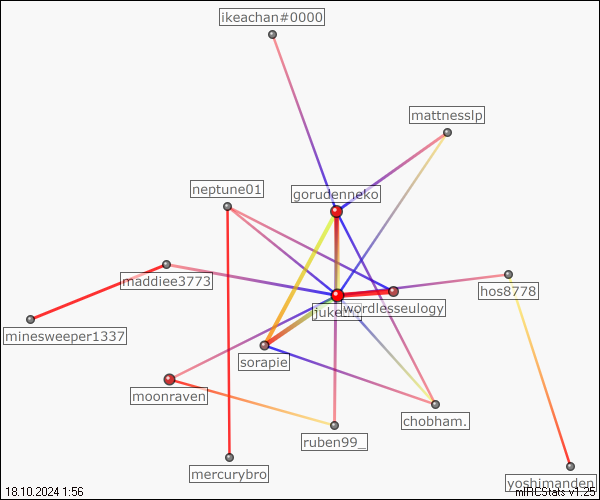 ikeachan#0000
mattnesslp
neptune01
gorudenneko
maddiee3773
hos8778
wordlesseulogy
minesweeper1337
sorapie
moonraven
chobham.
ruben99_
mercurybro
yoshimanden
18.10.2024 1:56
mIRCStats v1.25